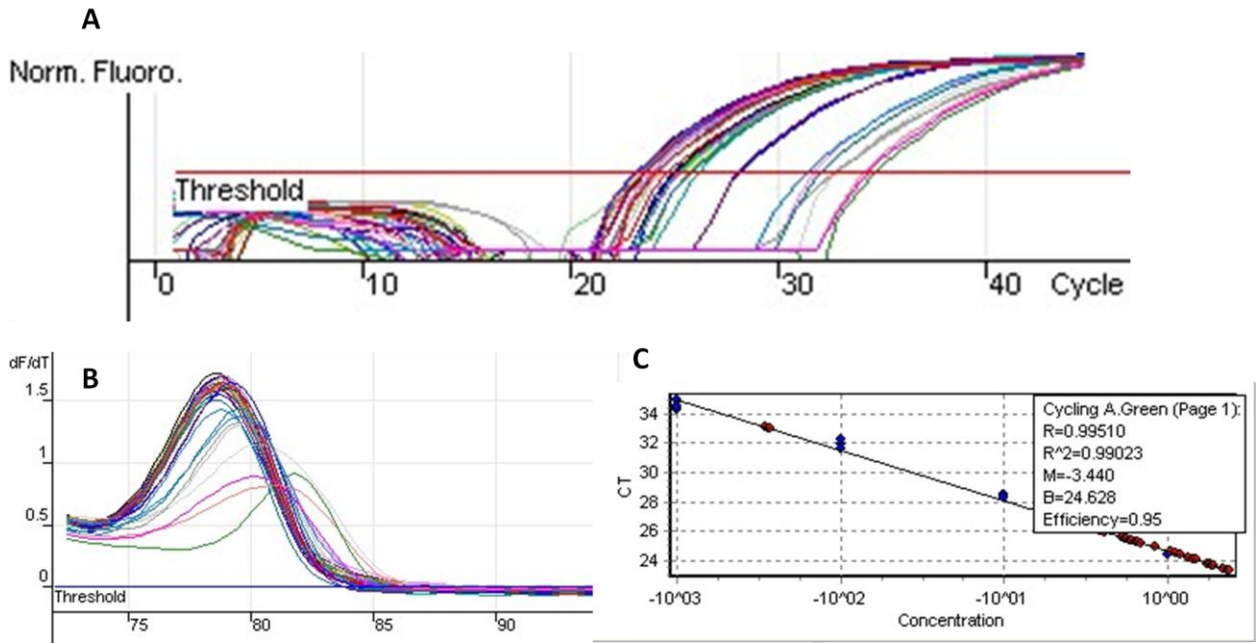 A
Norm. Fluoro.
Threshold
0
10
20
30
40
Cycle
B
dF/dT
1.5
1
0.5
0
Threshold
75
80
85
90
C
CT
34
32
30
28
26
24
Cycling A.Green (Page 1):
R=0.99510
R^2=0.99023
M=-3.440
B=24.628
Efficiency=0.95
-10^03
-10^02
-10^01
10^00
Concentration